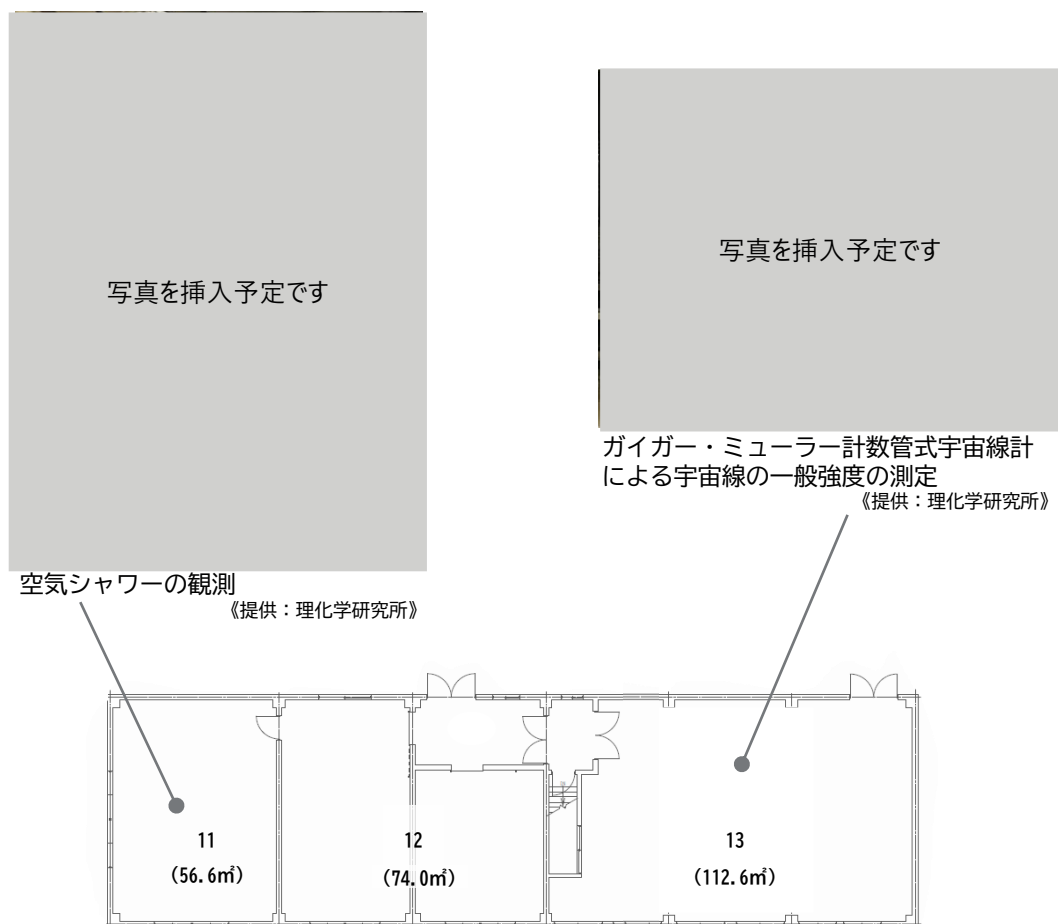 写真を挿入予定です
写真を挿入予定です
ガイガー・ミューラー計数管式宇宙線計
による宇宙線の一般強度の測定
《提供：理化学研究所》
空気シャワーの観測
《提供：理化学研究所》
11
(56.6㎡)
12
(74.0㎡)
13
(112.6㎡)